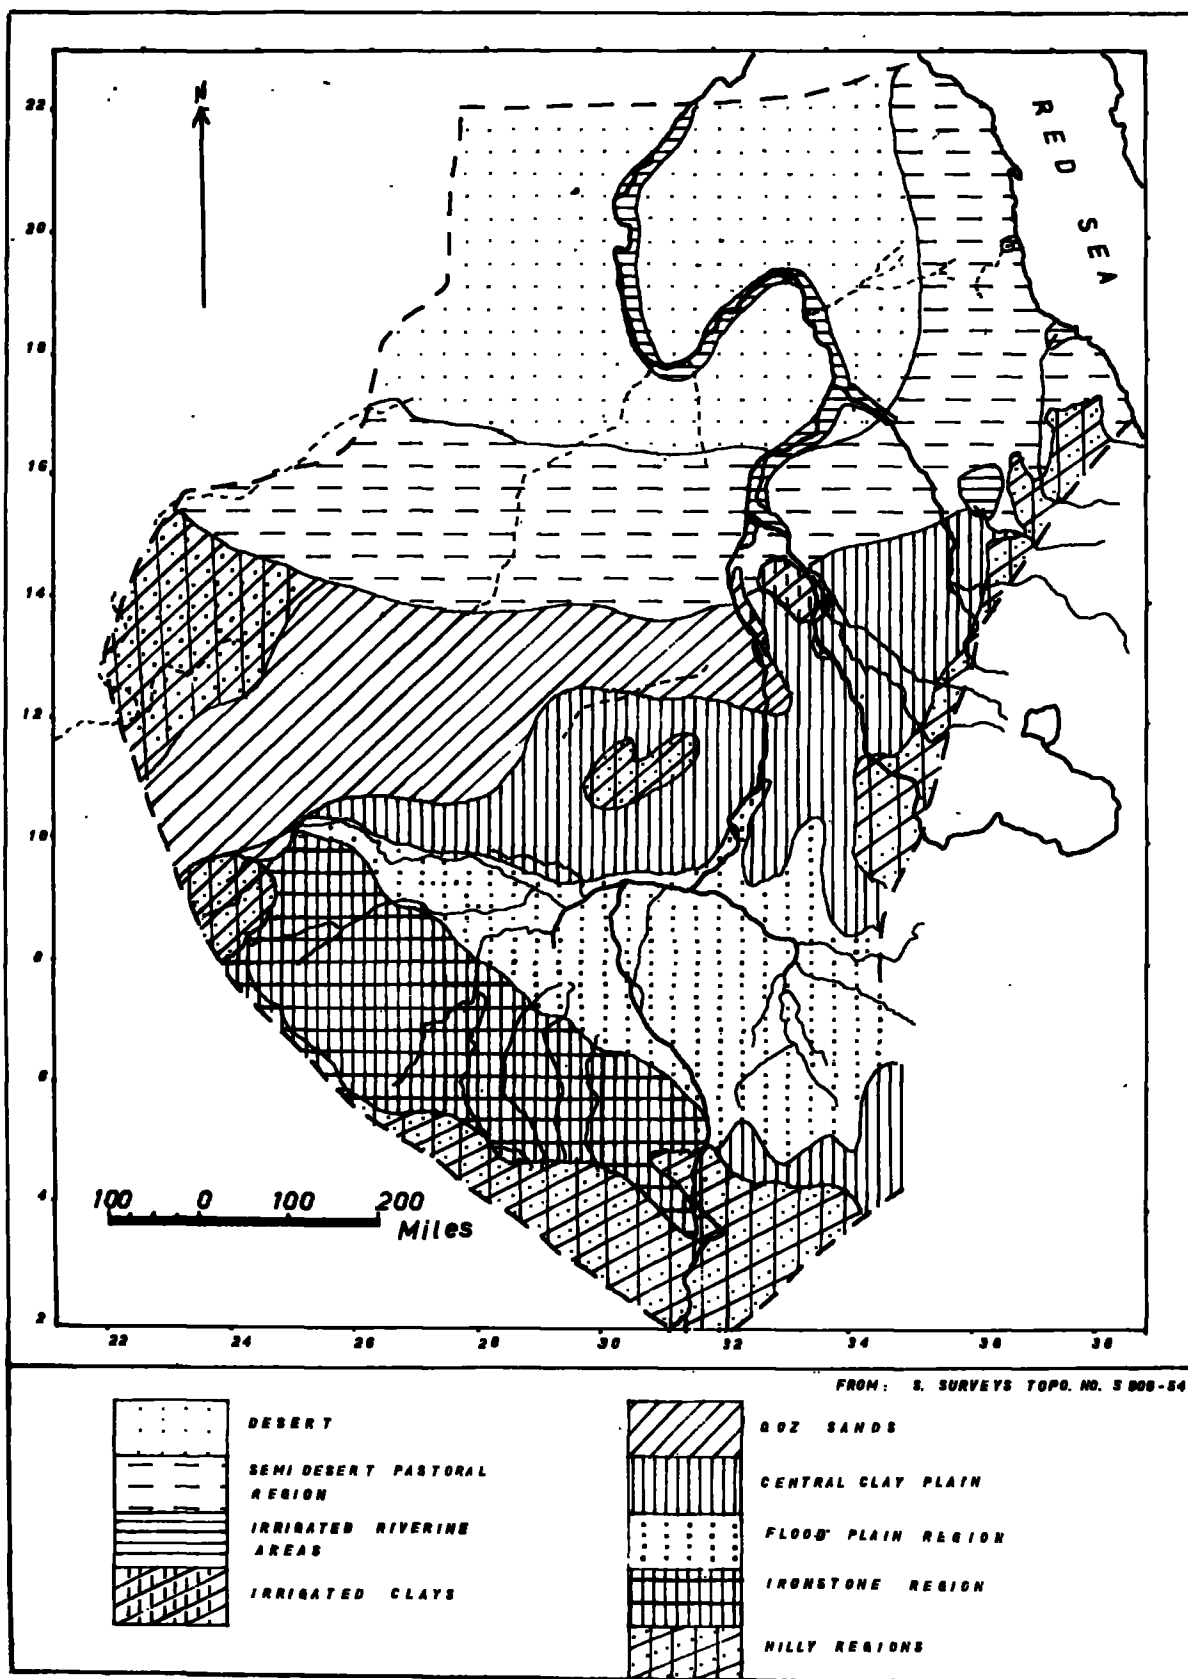 N
RED SEA
22
20
18
16
14
12
10
8
6
4
2
100 0 100 200
Miles
22 24 26 28 30 32 34 36 38
FROM: S. SURVEYS TOPO. NO. S 808-54
DESERT
SEMI DESERT PASTORAL
REGION
IRRIGATED RIVERINE
AREAS
IRRIGATED CLAYS
QOZ SANDS
CENTRAL CLAY PLAIN
FLOOD PLAIN REGION
IRONSTONE REGION
HILLY REGIONS